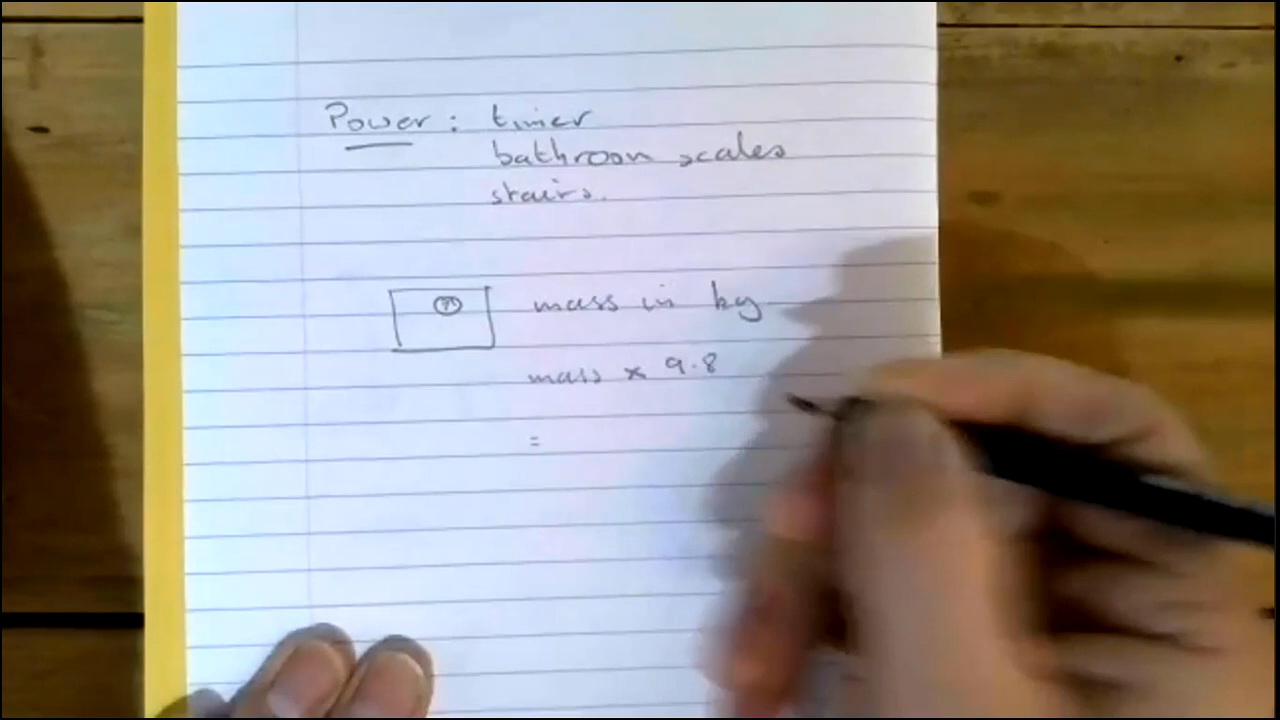 Power: timer
bathroom scales
stairs.
mass in kg
mass × 9.8
=